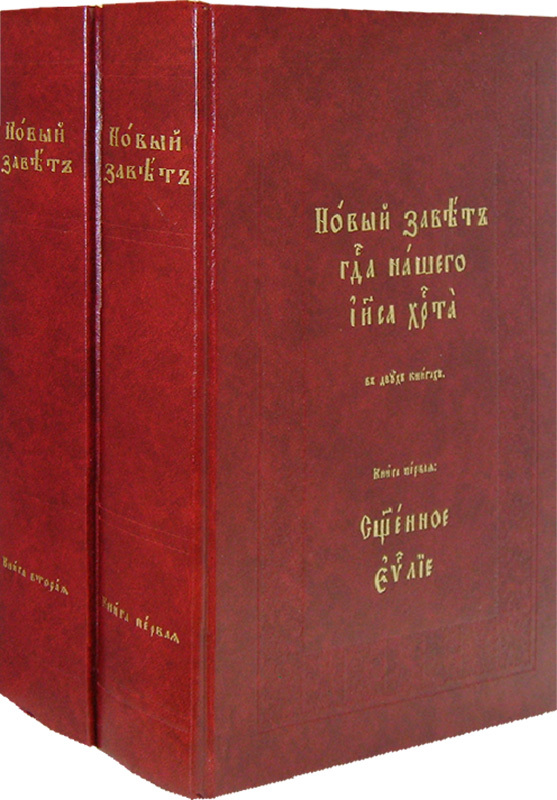 Но́вый
завѣ́тъ
Кни́га втора́я
Но́вый
завѣ́тъ
Кни́га пе́рвая
Но́вый завѣ́тъ
гдⷭ҇а на́шего
і҆и҃са хрⷭ҇та̀
въ двꙋ́хъ кни́гахъ.
Кни́га пе́рвая:
Сщ҃е́нное
Є҆ѵⷢ҇лїе